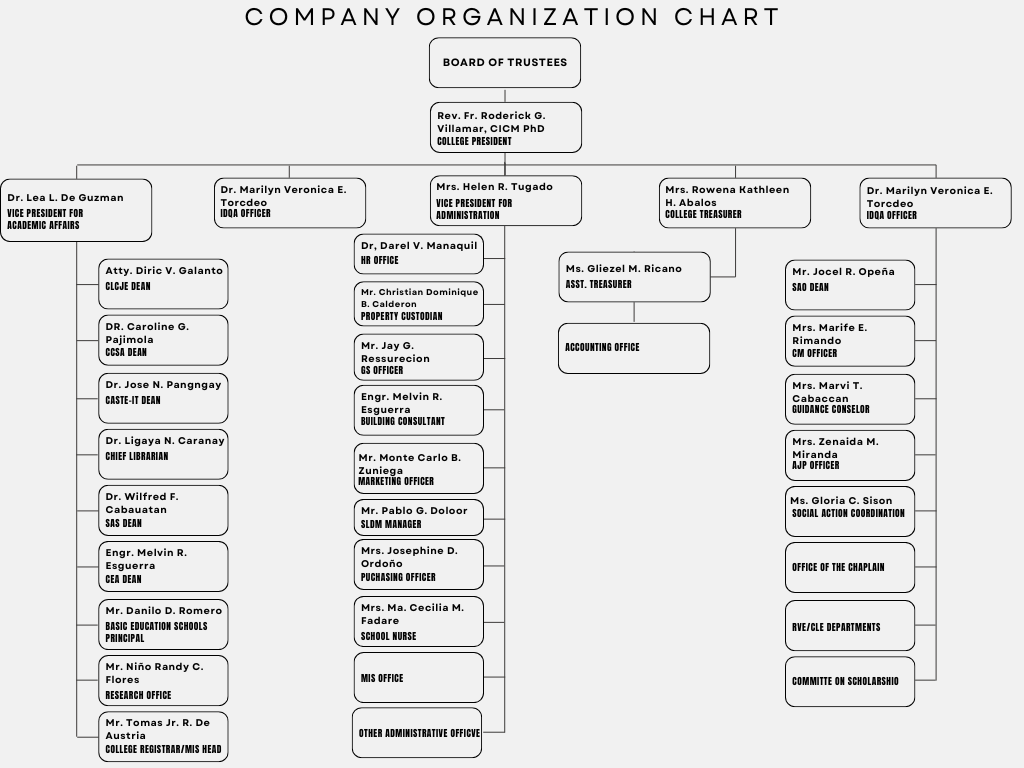 COMPANY ORGANIZATION CHART
BOARD OF TRUSTEES
Rev. Fr. Roderick G.
Villamar, CICM PhD
COLLEGE PRESIDENT
Dr. Lea L. De Guzman
VICE PRESIDENT FOR
ACADEMIC AFFAIRS
Dr. Marilyn Veronica E.
Torcdeo
IDQA OFFICER
Mrs. Helen R. Tugado
VICE PRESIDENT FOR
ADMINISTRATION
Mrs. Rowena Kathleen
H. Abalos
COLLEGE TREASURER
Dr. Marilyn Veronica E.
Torcdeo
IDQA OFFICER
Atty. Diric V. Galanto
CLCJE DEAN
DR. Caroline G.
Pajimola
CCSA DEAN
Dr. Jose N. Pangngay
CASTE-IT DEAN
Dr. Ligaya N. Caranay
CHIEF LIBRARIAN
Dr. Wilfred F.
Cabauatan
SAS DEAN
Engr. Melvin R.
Esguerra
CEA DEAN
Mr. Danilo D. Romero
BASIC EDUCATION SCHOOLS
PRINCIPAL
Mr. Niño Randy C.
Flores
RESEARCH OFFICE
Mr. Tomas Jr. R. De
Austria
COLLEGE REGISTRAR/MIS HEAD
Dr, Darel V. Manaquil
HR OFFICE
Mr. Christian Dominique
B. Calderon
PROPERTY CUSTODIAN
Mr. Jay G.
Ressurecion
GS OFFICER
Engr. Melvin R.
Esguerra
BUILDING CONSULTANT
Mr. Monte Carlo B.
Zuniega
MARKETING OFFICER
Mr. Pablo G. Doloor
SLDM MANAGER
Mrs. Josephine D.
Ordoño
PUCHASING OFFICER
Mrs. Ma. Cecilia M.
Fadare
SCHOOL NURSE
MIS OFFICE
OTHER ADMINISTRATIVE OFFICVE
Ms. Gliezel M. Ricano
ASST. TREASURER
ACCOUNTING OFFICE
Mr. Jocel R. Opeña
SAO DEAN
Mrs. Marife E.
Rimando
CM OFFICER
Mrs. Marvi T.
Cabaccan
GUIDANCE CONSELOR
Mrs. Zenaida M.
Miranda
AJP OFFICER
Ms. Gloria C. Sison
SOCIAL ACTION COORDINATION
OFFICE OF THE CHAPLAIN
RVE/CLE DEPARTMENTS
COMMITTE ON SCHOLARSHIO